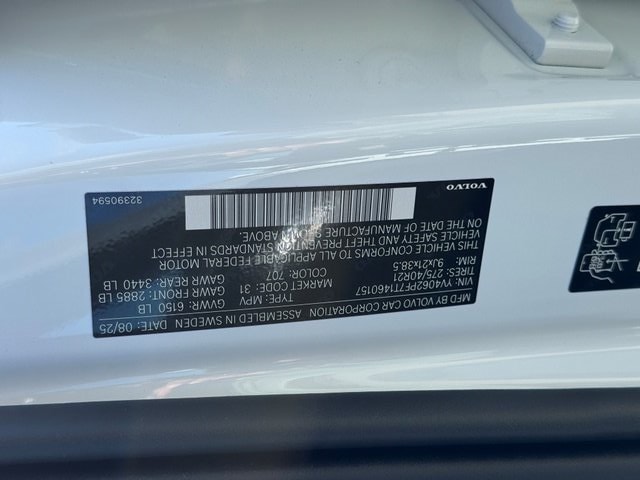 MFD BY VOLVO CAR CORPORATION ASSEMBLED IN SWEDEN DATE: 08/25
VIN: YV4062PF7T1460157 GVWR: 6150 LB
TIRES: 275/40R21 TYPE: MPV GAWR FRONT: 2885 LB
RIM: 9Jx21x38.5 MARKET CODE: 31 GAWR REAR: 3440 LB
COLOR: 707
THIS VEHICLE CONFORMS TO ALL APPLICABLE FEDERAL MOTOR
VEHICLE SAFETY AND THEFT PREVENTION STANDARDS IN EFFECT
ON THE DATE OF MANUFACTURE SHOWN ABOVE.
VOLVO 32390594